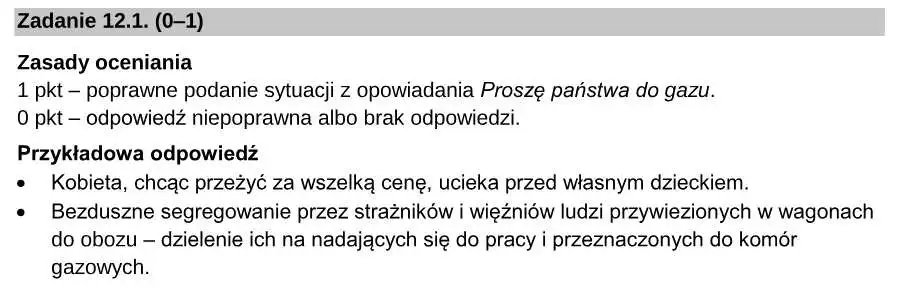 Zadanie 12.1. (0–1)
Zasady oceniania
1 pkt – poprawne podanie sytuacji z opowiadania Proszę państwa do gazu.
0 pkt – odpowiedź niepoprawna albo brak odpowiedzi.
Przykładowa odpowiedź
• Kobieta, chcąc przeżyć za wszelką cenę, ucieka przed własnym dzieckiem.
• Bezduszne segregowanie przez strażników i więźniów ludzi przywiezionych w wagonach
do obozu – dzielenie ich na nadających się do pracy i przeznaczonych do komór
gazowych.